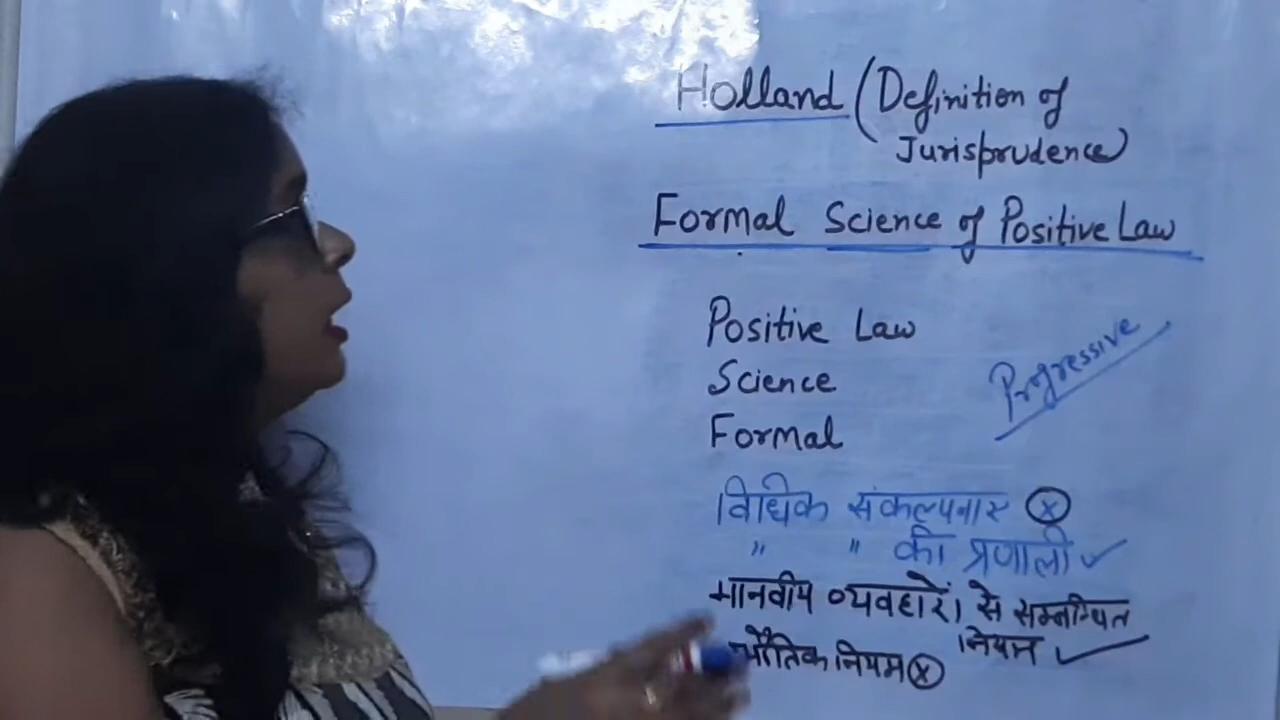 Holland (Definition of
Jurisprudence)
Formal Science of Positive Law
Positive Law
Science
Progressive
Formal
विधिक संकल्पनाए ⓧ
" " की प्रणाली ✓
मानवीय व्यवहारों से सम्बन्धित
नियम ✓
भौतिक नियम ⓧ